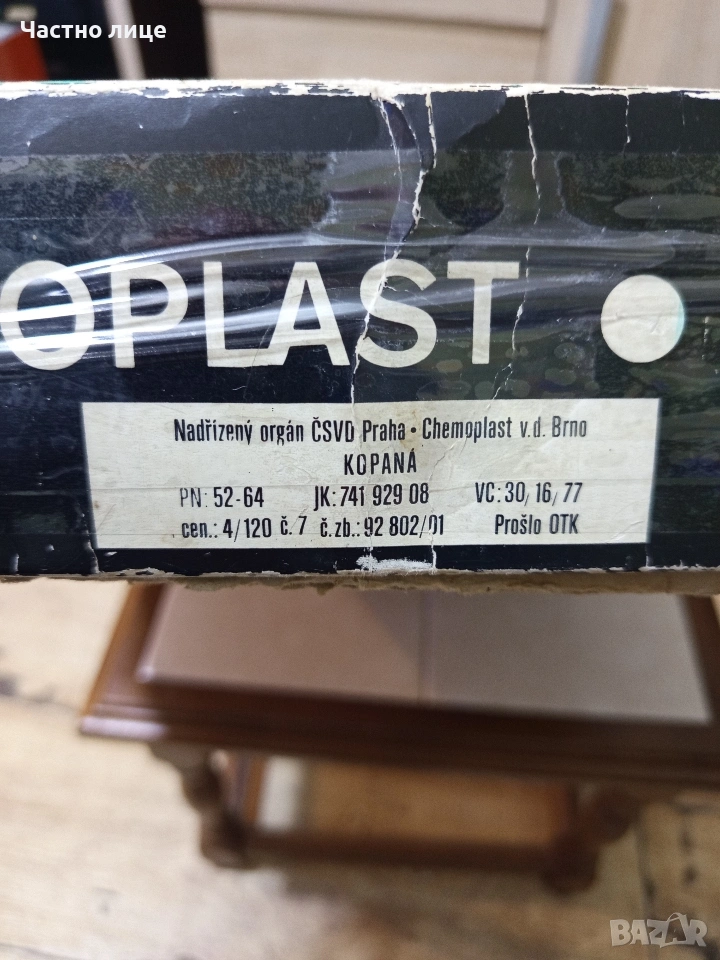 Частно лице
OPLAST
Nadřízený orgán ČSVD Praha · Chemoplast v.d. Brno
KOPANÁ
PN: 52-64 JK: 741 929 08 VC: 30, 16, 77
cen.: 4/120 č. 7 č.zb.: 92 802/01 Prošlo OTK
BAZAR